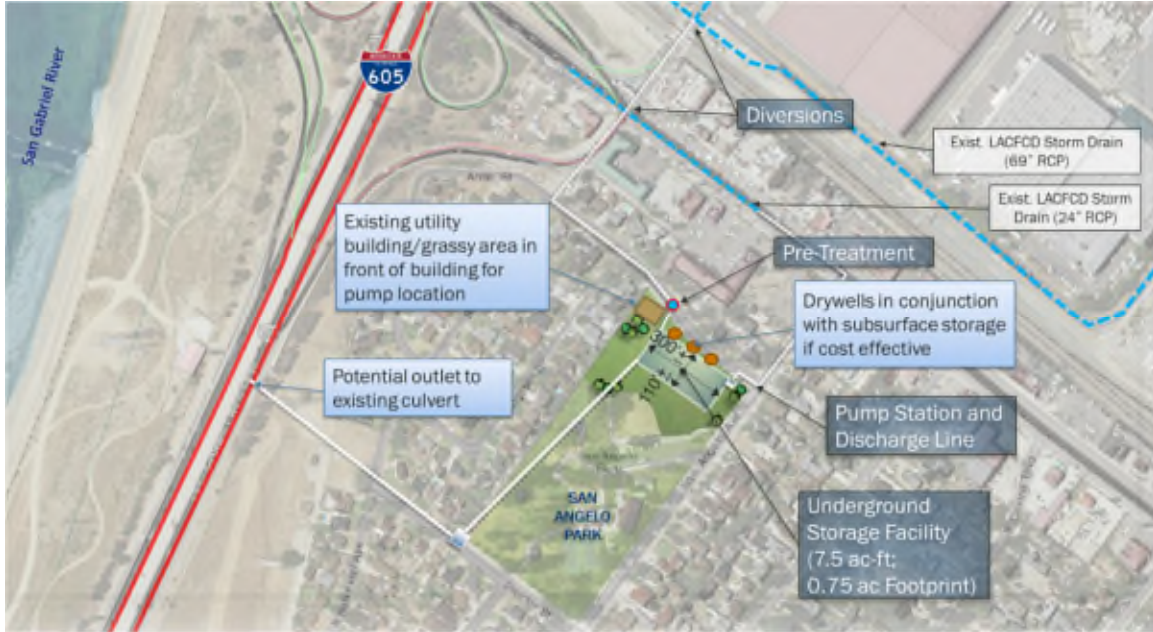 San Gabriel River
605
Diversions
Exist. LACFCD Storm Drain
(69" RCP)
Exist. LACFCD Storm
Drain (24" RCP)
Existing utility
building/grassy area in
front of building for
pump location
Pre-Treatment
Drywells in conjunction
with subsurface storage
if cost effective
300'+/-
110'+/-
Potential outlet to
existing culvert
Pump Station and
Discharge Line
SAN
ANGELO
PARK
Underground
Storage Facility
(7.5 ac-ft;
0.75 ac Footprint)